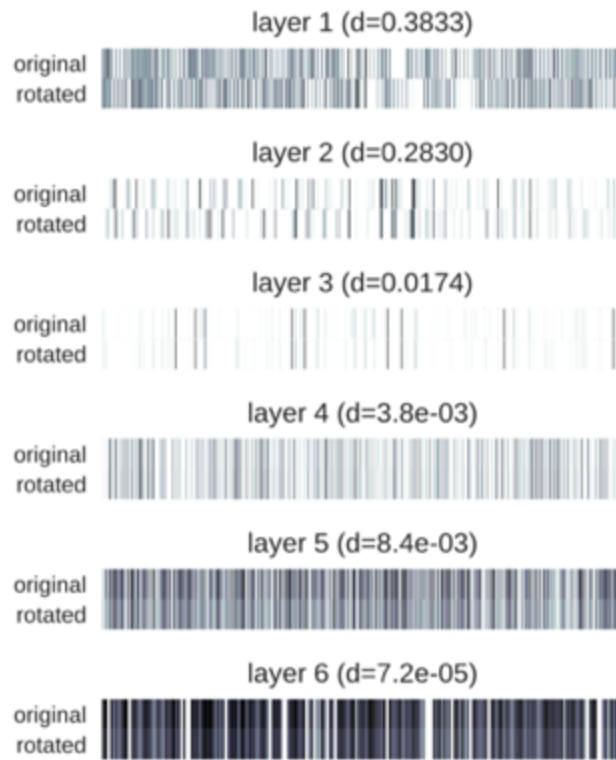 layer 1 (d=0.3833)
original
rotated
layer 2 (d=0.2830)
original
rotated
layer 3 (d=0.0174)
original
rotated
layer 4 (d=3.8e-03)
original
rotated
layer 5 (d=8.4e-03)
original
rotated
layer 6 (d=7.2e-05)
original
rotated